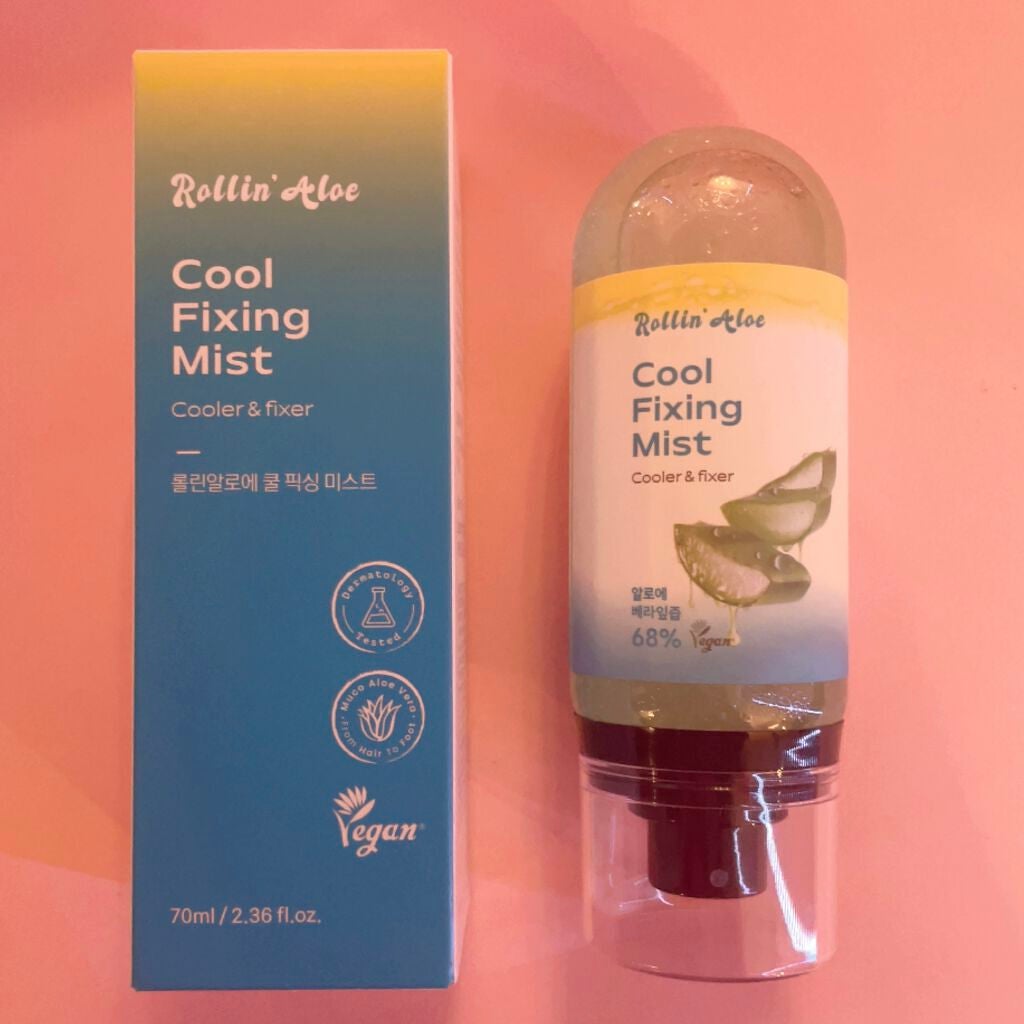 Rollin' Aloe
Cool
Fixing
Mist
Cooler & fixer
롤린알로에 쿨 픽싱 미스트
Dermatology
Tested
Muco Aloe Vera
From Hair To Foot
Vegan®
70ml / 2.36 fl.oz.
Rollin' Aloe
Cool
Fixing
Mist
Cooler & fixer
알로에
베라잎즙
68% Vegan